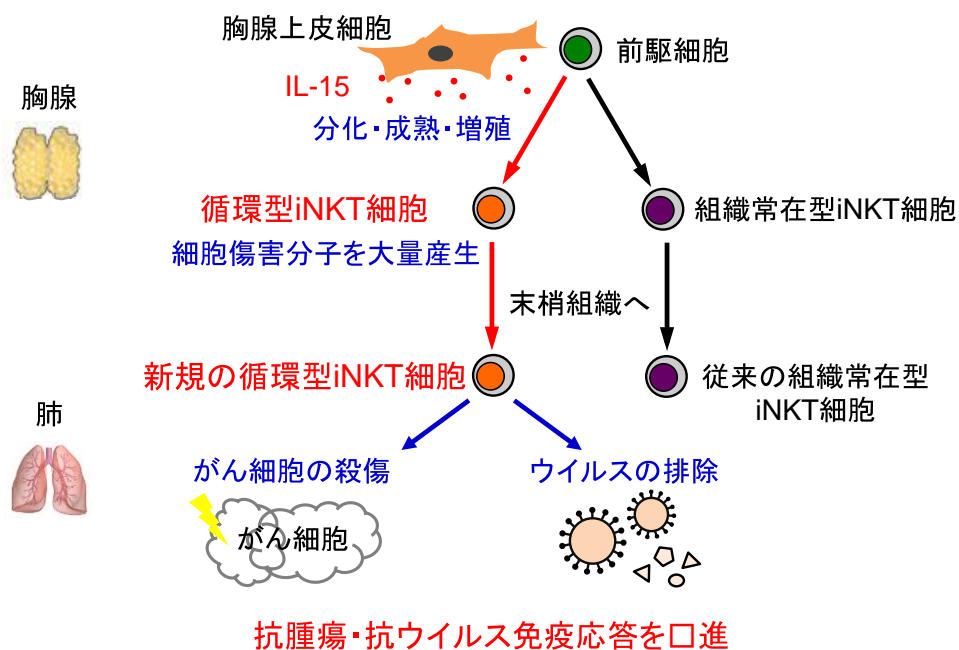 胸腺上皮細胞
前駆細胞
IL-15
胸腺
分化・成熟・増殖
循環型iNKT細胞
組織常在型iNKT細胞
細胞傷害分子を大量産生
末梢組織へ
新規の循環型iNKT細胞
従来の組織常在型
iNKT細胞
肺
がん細胞の殺傷
ウイルスの排除
がん細胞
抗腫瘍・抗ウイルス免疫応答を口進